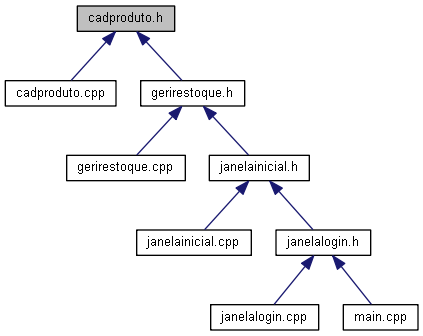 cadproduto.h
cadproduto.cpp
gerirestoque.h
gerirestoque.cpp
janelainicial.h
janelainicial.cpp
janelalogin.h
janelalogin.cpp
main.cpp